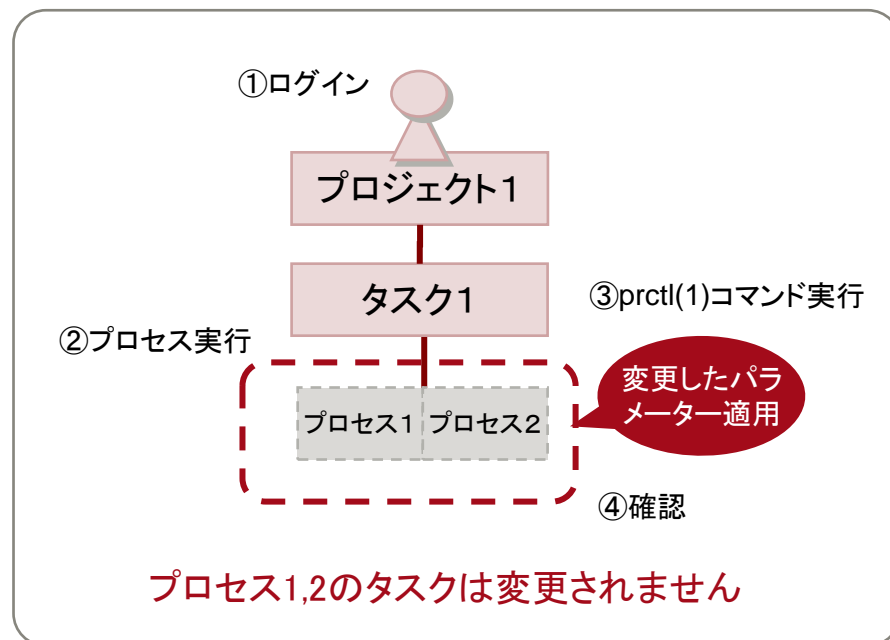 ①ログイン
プロジェクト1
タスク1
③prctl(1)コマンド実行
②プロセス実行
変更したパラ
メーター適用
プロセス1
プロセス2
④確認
プロセス1,2のタスクは変更されません